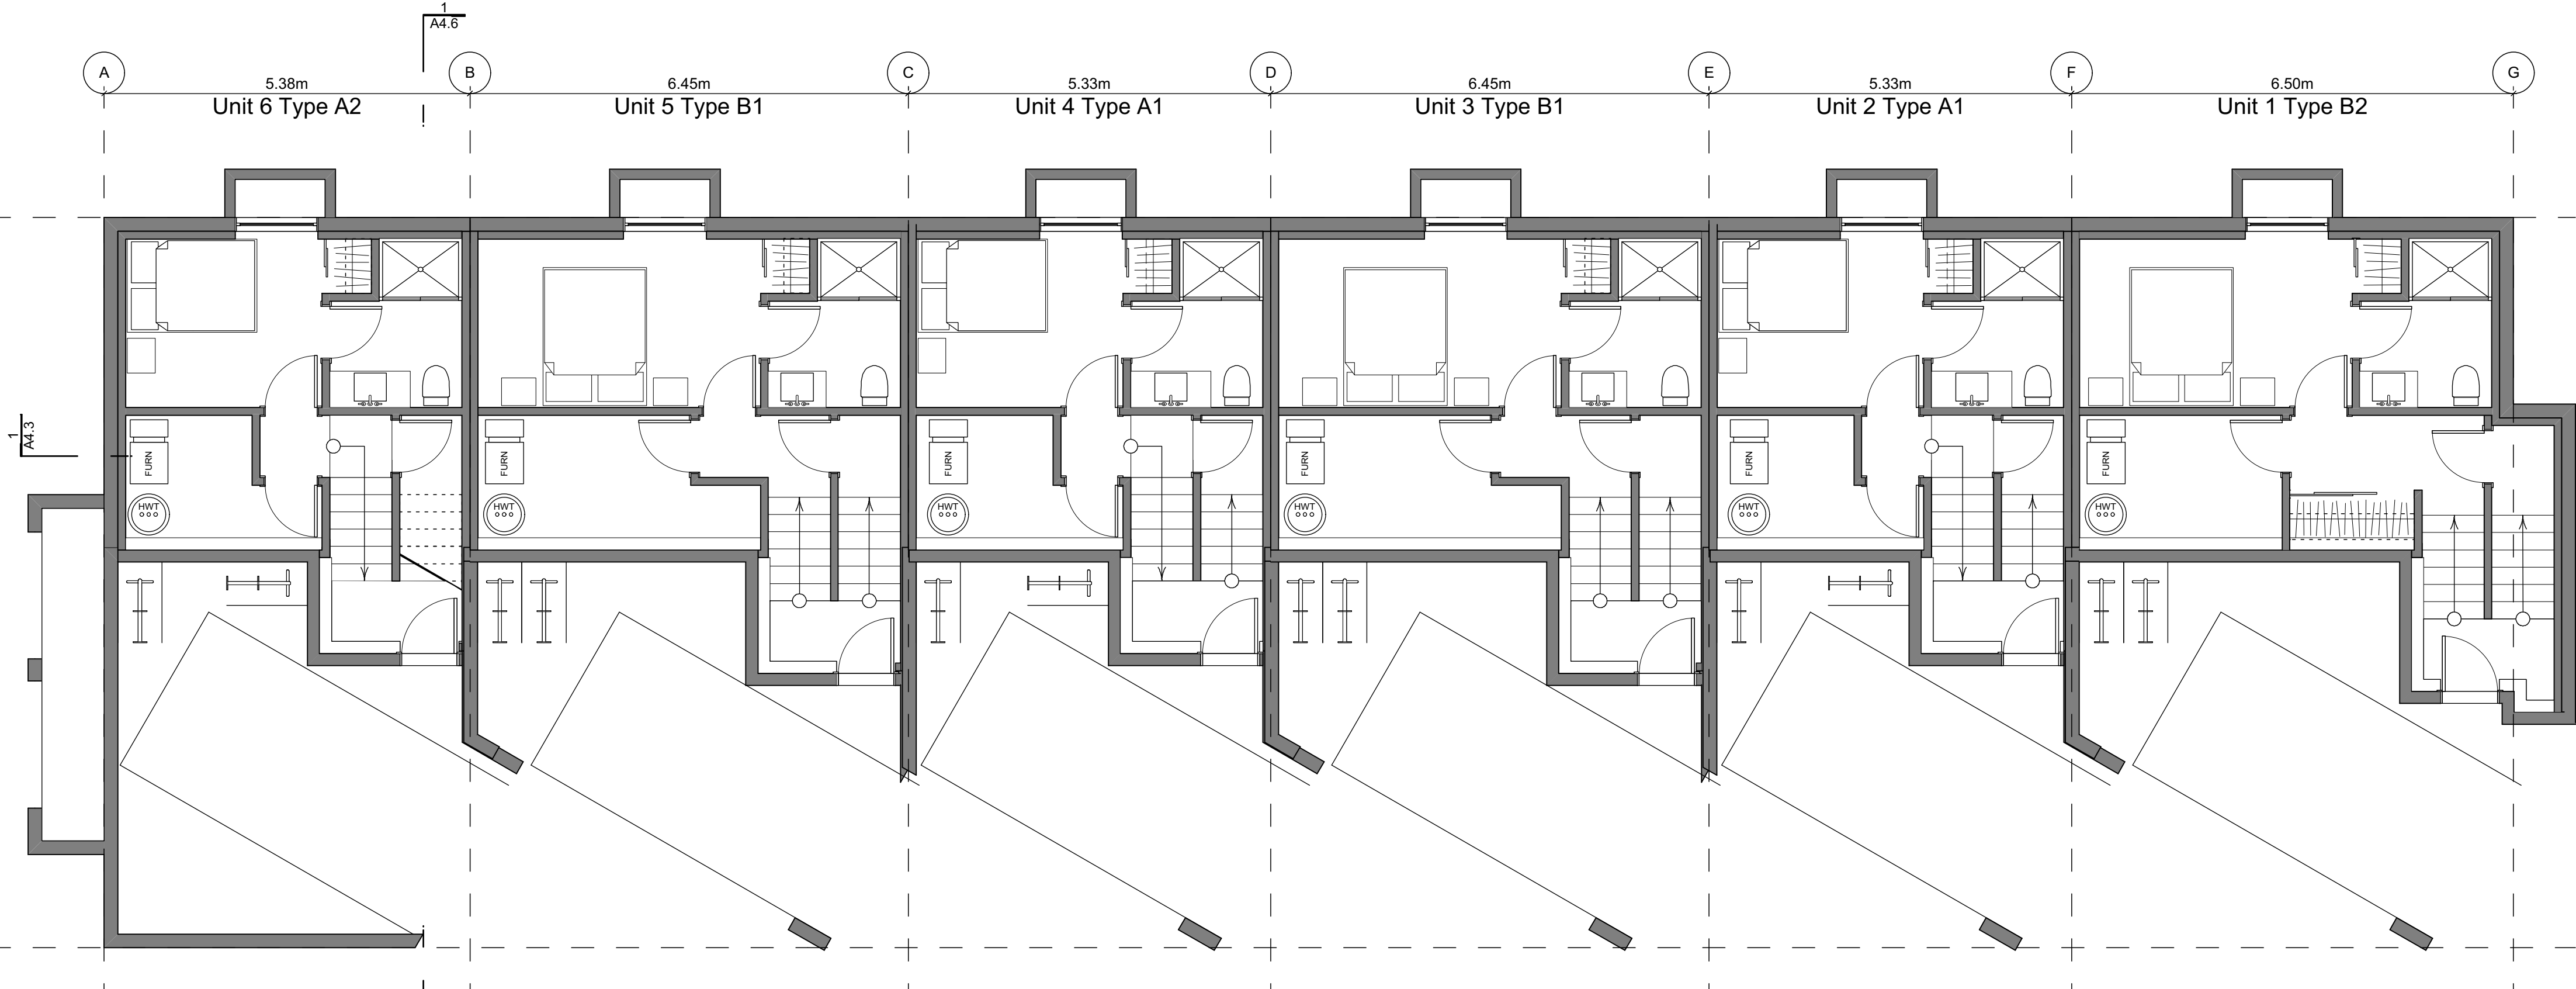 1
A4.6
A
B
C
D
E
F
G
5.38m
6.45m
5.33m
6.45m
5.33m
6.50m
Unit 6 Type A2
Unit 5 Type B1
Unit 4 Type A1
Unit 3 Type B1
Unit 2 Type A1
Unit 1 Type B2
1
A4.3
FURN
FURN
FURN
FURN
FURN
FURN
HWT
HWT
HWT
HWT
HWT
HWT